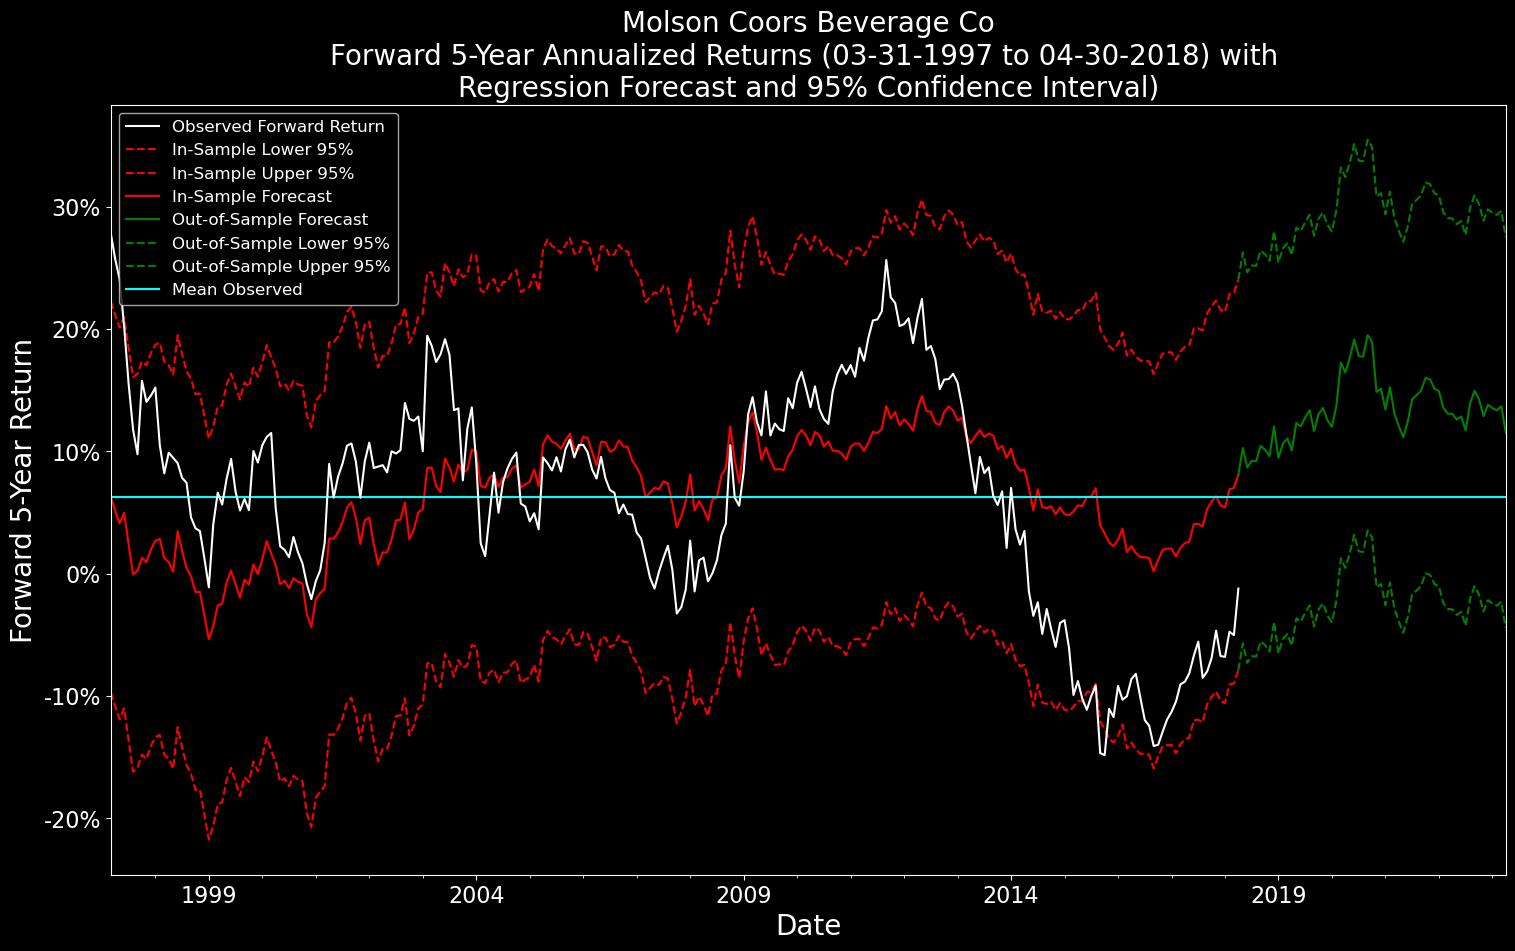 Molson Coors Beverage Co
Forward 5-Year Annualized Returns (03-31-1997 to 04-30-2018) with
Regression Forecast and 95% Confidence Interval)
Observed Forward Return
In-Sample Lower 95%
In-Sample Upper 95%
In-Sample Forecast
Out-of-Sample Forecast
Out-of-Sample Lower 95%
Out-of-Sample Upper 95%
Mean Observed
Forward 5-Year Return
30%
20%
10%
0%
-10%
-20%
1999
2004
2009
2014
2019
Date